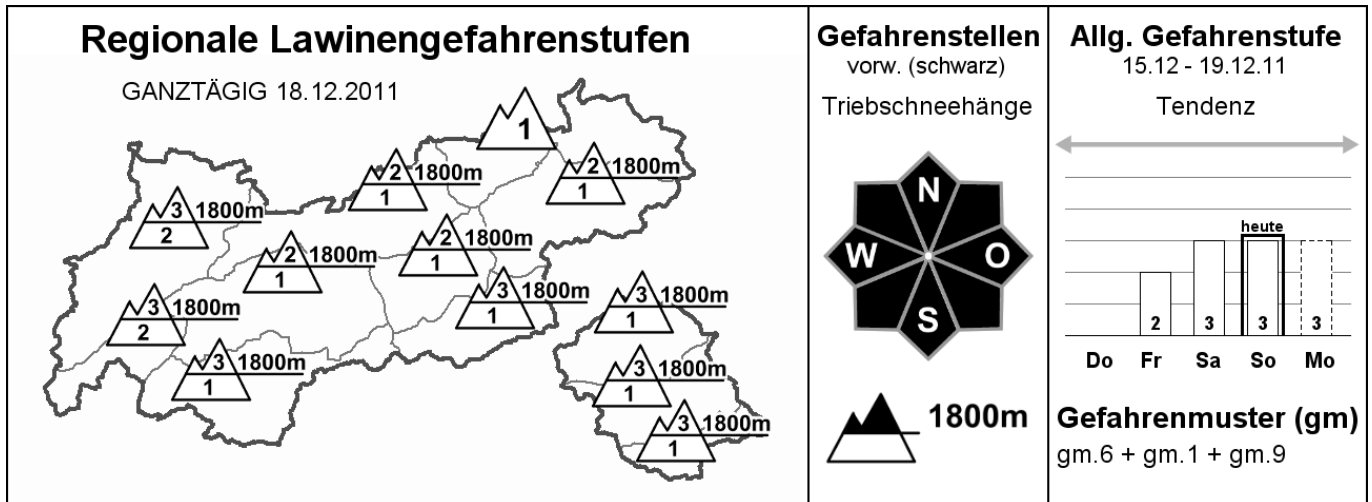 Regionale Lawinengefahrenstufen
GANZTÄGIG 18.12.2011
1
2 1800m
1
2 1800m
1
3 1800m
2
2 1800m
1
2 1800m
1
3 1800m
1
3 1800m
1
3 1800m
2
3 1800m
1
3 1800m
1
3 1800m
1
Gefahrenstellen
vorw. (schwarz)
Triebschneehänge
N
W O
S
1800m
Allg. Gefahrenstufe
15.12 - 19.12.11
Tendenz
heute
2 3 3 3
Do Fr Sa So Mo
Gefahrenmuster (gm)
gm.6 + gm.1 + gm.9